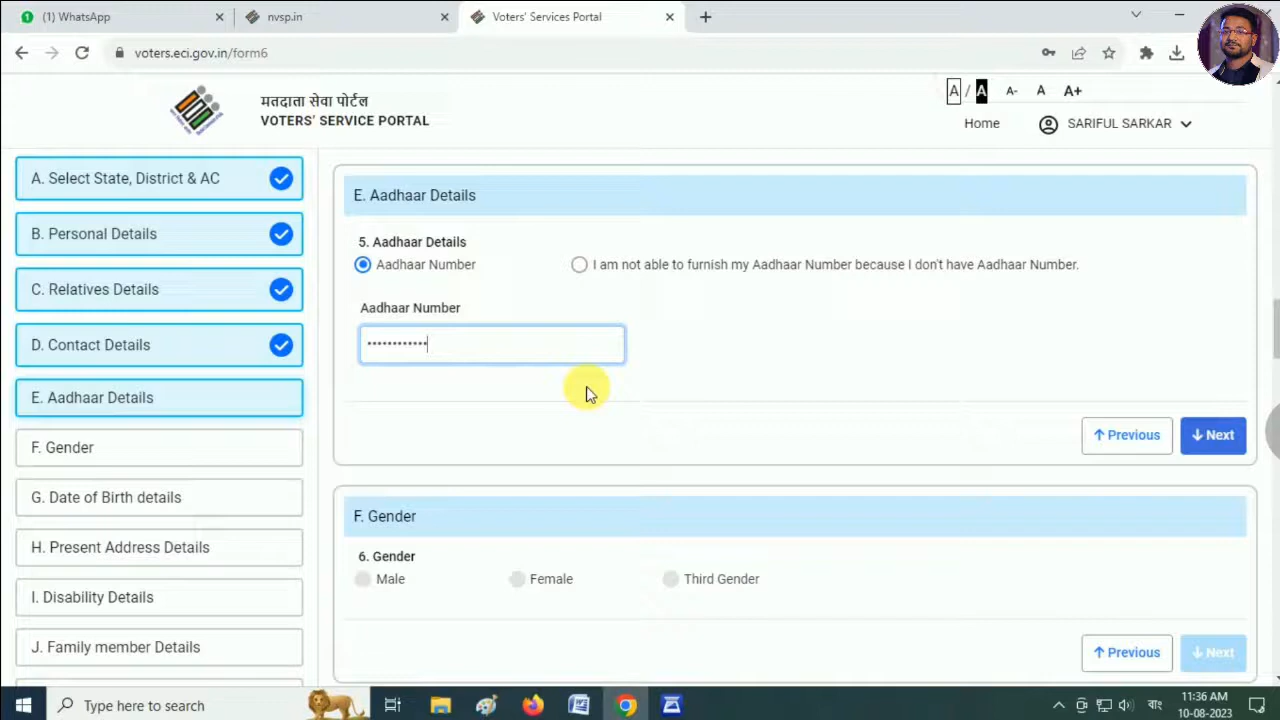 (1) WhatsApp
nvsp.in
Voters' Services Portal
voters.eci.gov.in/form6
मतदाता सेवा पोर्टल
VOTERS' SERVICE PORTAL
A / A A- A A+
Home
SARIFUL SARKAR
A. Select State, District & AC
B. Personal Details
C. Relatives Details
D. Contact Details
E. Aadhaar Details
F. Gender
G. Date of Birth details
H. Present Address Details
I. Disability Details
J. Family member Details
E. Aadhaar Details
5. Aadhaar Details
Aadhaar Number
I am not able to furnish my Aadhaar Number because I don't have Aadhaar Number.
Aadhaar Number
••••••••••••
Previous
Next
F. Gender
6. Gender
Male
Female
Third Gender
Previous
Next
Type here to search
বাং
11:36 AM
10-08-2023